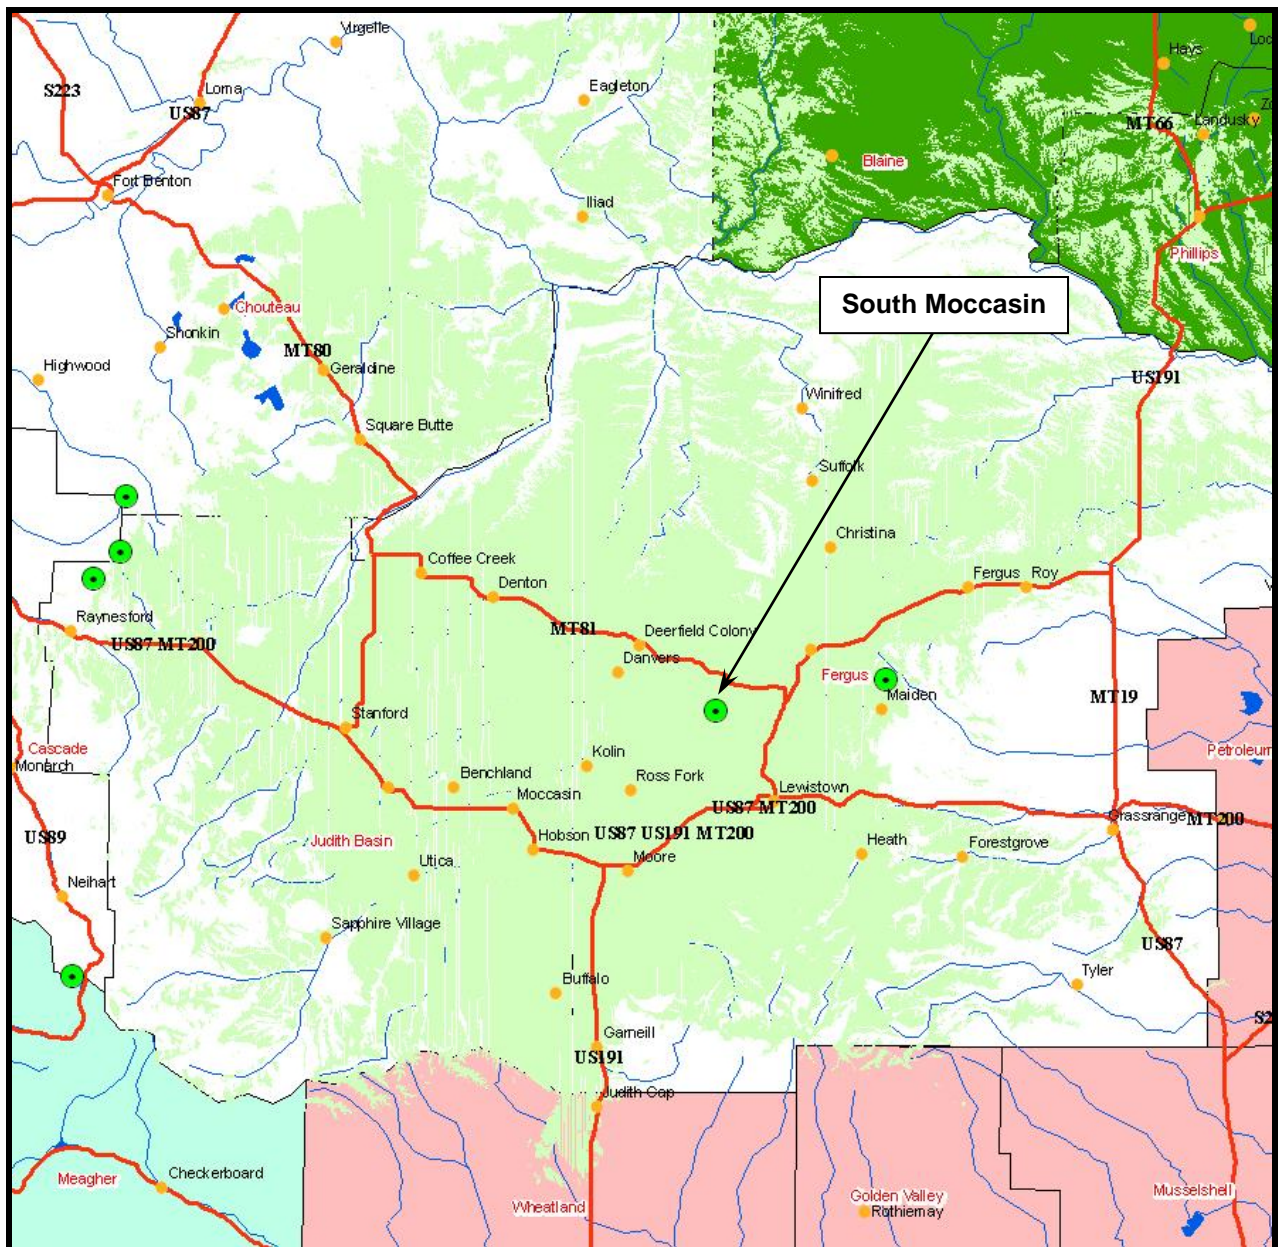 Virgelle
Loc
Hays
S223
Loma
US87
Eagleton
Zo
MT66
Landusky
Blaine
Fort Benton
Iliad
Phillips
South Moccasin
Chouteau
Shonkin
MT80
Highwood
Geraldine
US191
Winifred
Square Butte
Suffolk
Christina
Coffee Creek
Denton
Fergus
Roy
Raynesford
MT81
Deerfield Colony
US87 MT200
Danvers
Fergus
Maiden
MT19
Stanford
Cascade
Monarch
Kolin
Petroleum
Benchland
Ross Fork
Lewistown
Moccasin
US87 MT200
Grassrange
MT200
US89
Judith Basin
Hobson
US87 US191 MT200
Heath
Forestgrove
Utica
Moore
Neihart
Sapphire Village
US87
Buffalo
Tyler
S2
Garneill
US191
Judith Gap
Meagher
Checkerboard
Wheatland
Golden Valley
Rothiemay
Musselshell